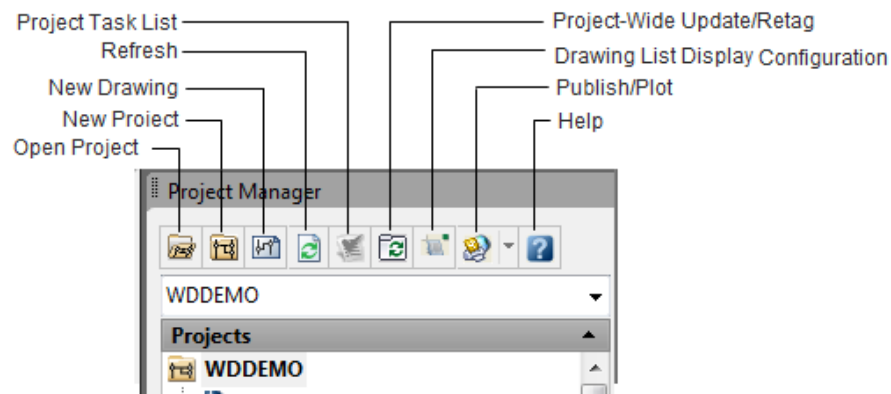 Project Task List
Refresh
New Drawing
New Project
Open Project
Project-Wide Update/Retag
Drawing List Display Configuration
Publish/Plot
Help
Project Manager
WDDEMO
Projects
WDDEMO